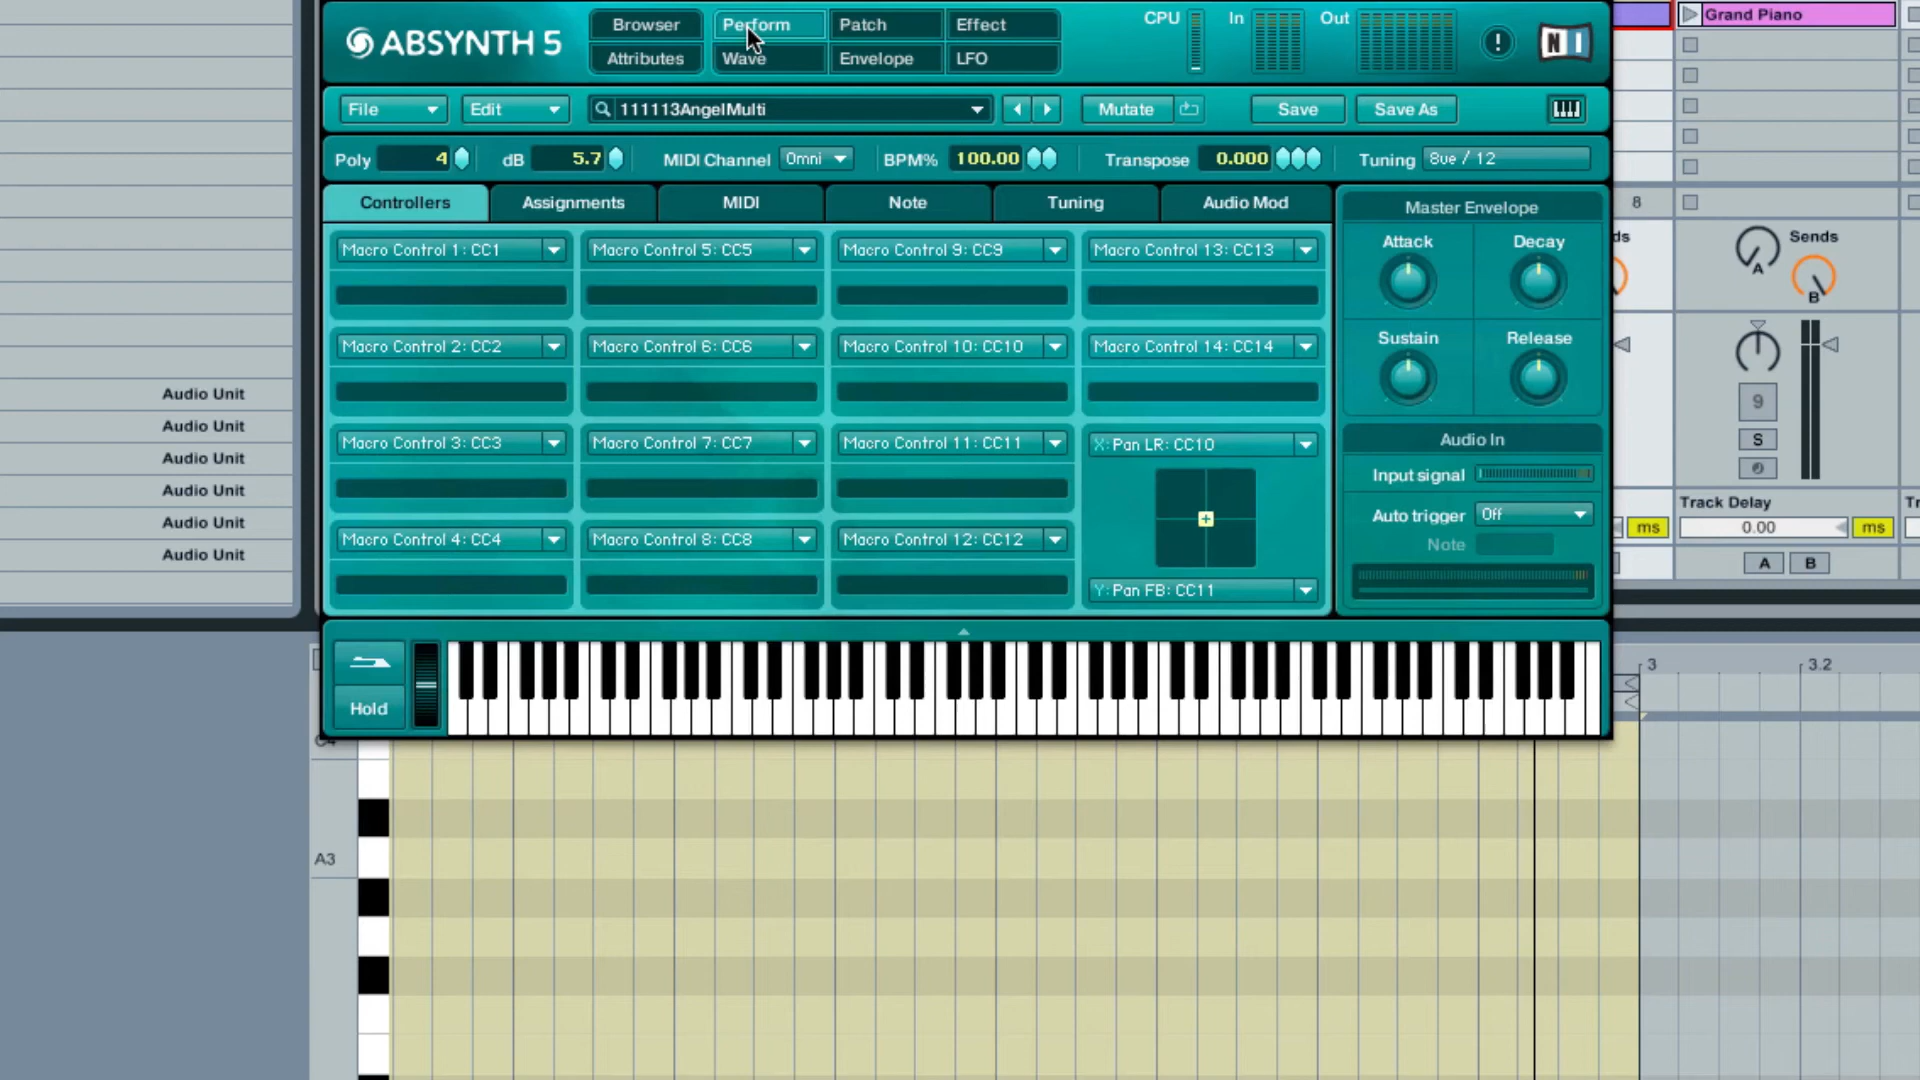 ABSYNTH 5
Browser
Perform
Patch
Effect
Attributes
Wave
Envelope
LFO
CPU
In
Out
!
NI
Grand Piano
File
Edit
111113AngelMulti
Mutate
Save
Save As
Poly
4
dB
5.7
MIDI Channel
Omni
BPM%
100.00
Transpose
0.000
Tuning
8ve / 12
Controllers
Assignments
MIDI
Note
Tuning
Audio Mod
Master Envelope
8
Macro Control 1: CC1
Macro Control 5: CC5
Macro Control 9: CC9
Macro Control 13: CC13
Attack
Decay
ds
Sends
A
B
Macro Control 2: CC2
Macro Control 6: CC6
Macro Control 10: CC10
Macro Control 14: CC14
Sustain
Release
Audio Unit
Audio Unit
9
Macro Control 3: CC3
Macro Control 7: CC7
Macro Control 11: CC11
X: Pan LR: CC10
Audio In
S
Audio Unit
Input signal
Audio Unit
Track Delay
Tr
Auto trigger
Off
Audio Unit
ms
0.00
ms
Macro Control 4: CC4
Macro Control 8: CC8
Macro Control 12: CC12
Note
Audio Unit
A
B
Y: Pan FB: CC11
3
3.2
Hold
A3